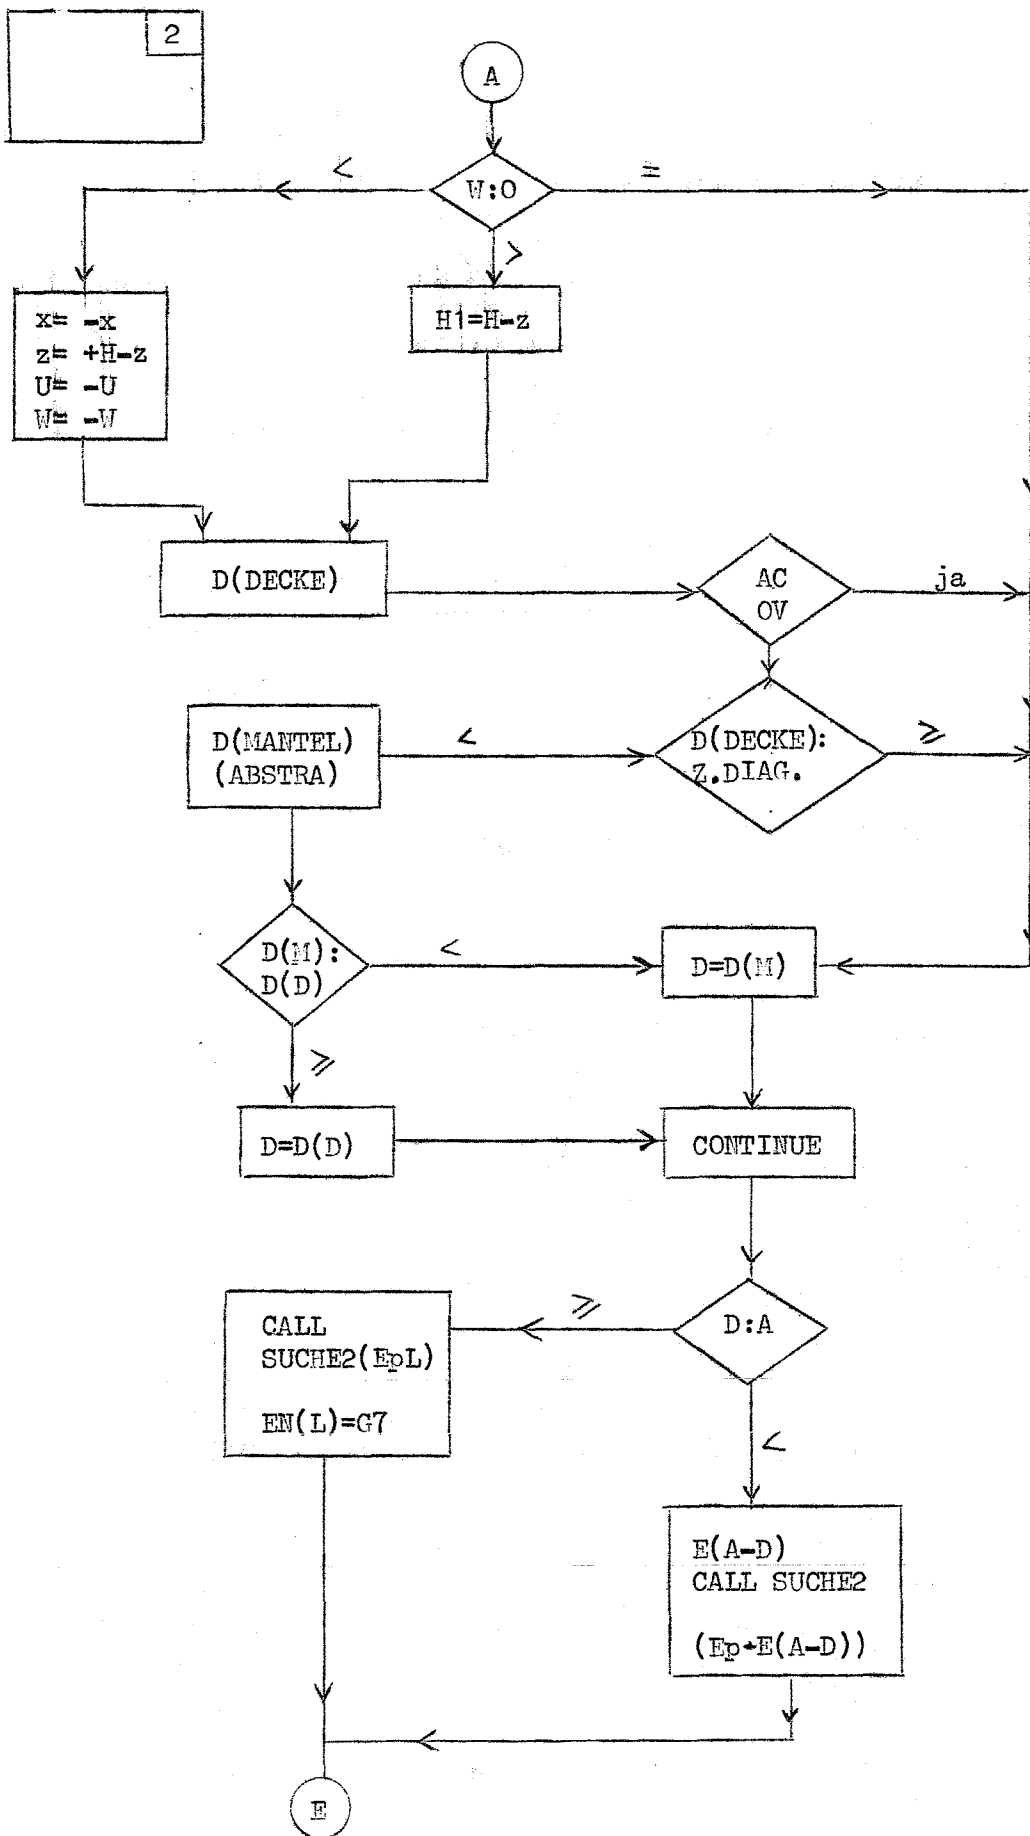 2
A
<
W:O
=
>
x= -x
z= +H-z
U= -U
W= -W
H1=H-z
D(DECKE)
AC
OV
ja
D(MANTEL)
(ABSTRA)
<
D(DECKE):
Z.DIAG.
≥
D(M):
D(D)
<
D=D(M)
≥
D=D(D)
CONTINUE
CALL
SUCHE2(EpL)
EN(L)=G7
≥
D:A
<
E(A-D)
CALL SUCHE2
(Ep+E(A-D))
E